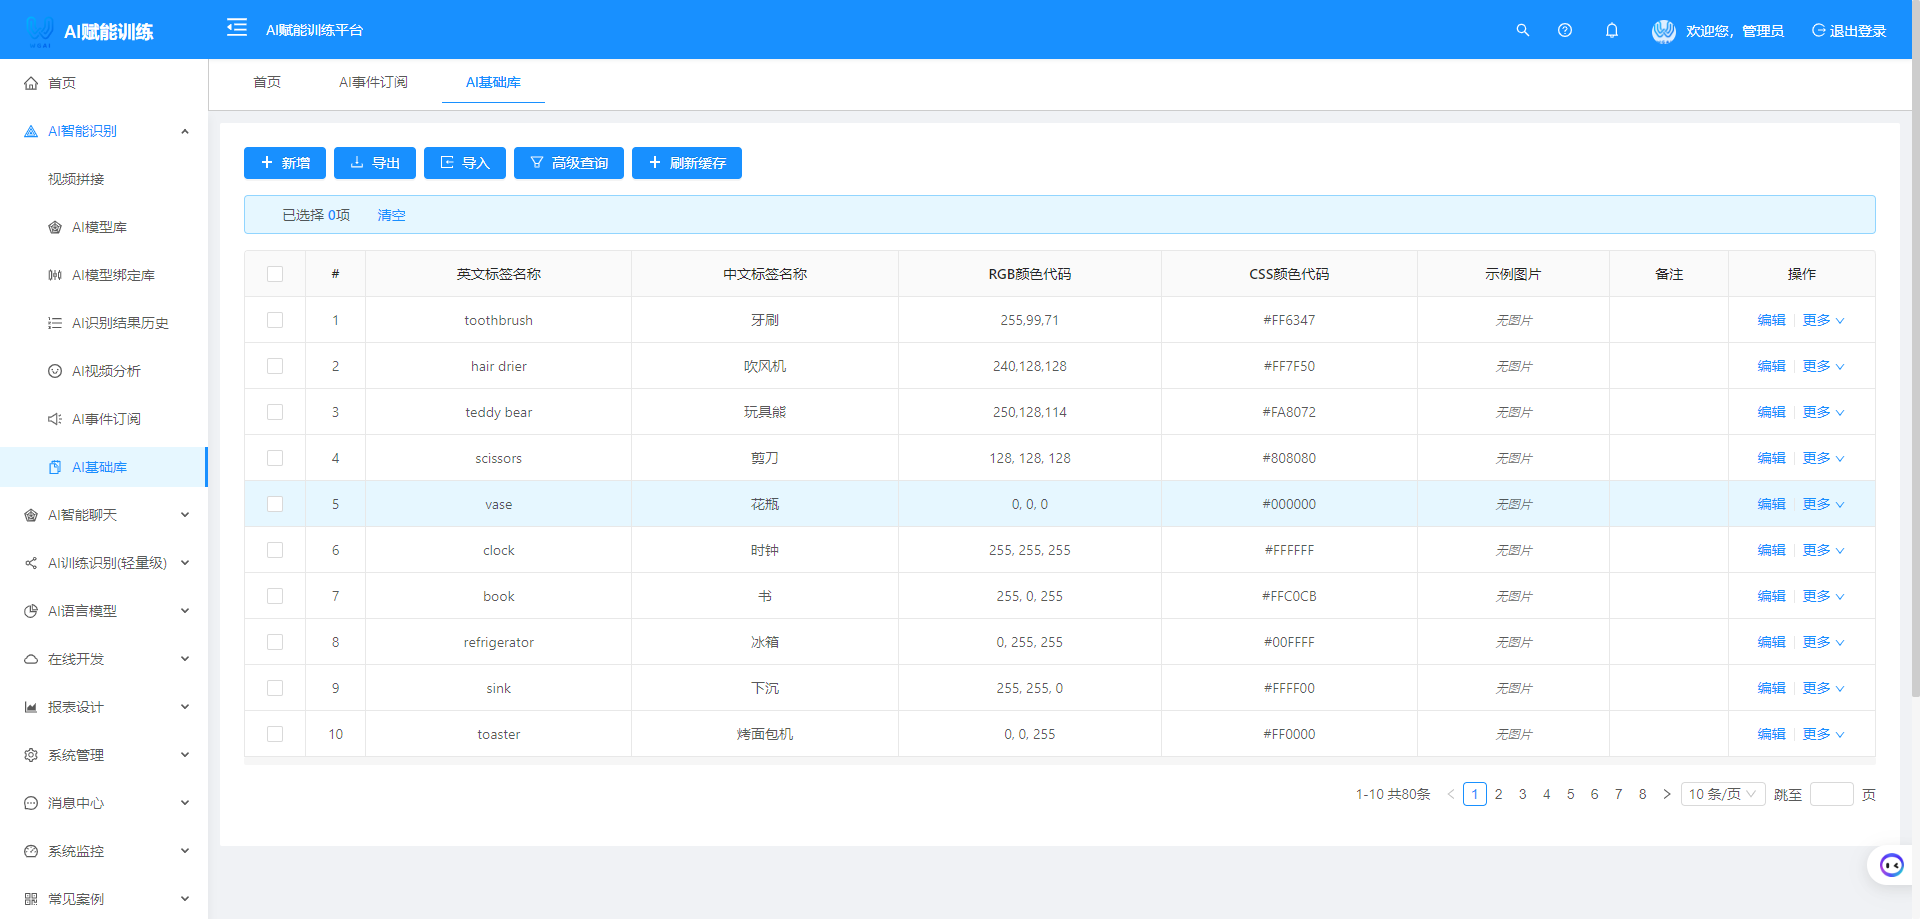 AI赋能训练
AI赋能训练平台
欢迎您，管理员
退出登录
首页
AI智能识别
视频拼接
AI模型库
AI模型绑定库
AI识别结果历史
AI视频分析
AI事件订阅
AI基础库
AI智能聊天
AI训练识别(轻量级)
AI语言模型
在线开发
报表设计
系统管理
消息中心
系统监控
常见案例
首页 AI事件订阅 AI基础库
新增 导出 导入 高级查询 刷新缓存
已选择 0项 清空
# 英文标签名称 中文标签名称 RGB颜色代码 CSS颜色代码 示例图片 备注 操作
1 toothbrush 牙刷 255,99,71 #FF6347 无图片 编辑 更多
2 hair drier 吹风机 240,128,128 #FF7F50 无图片 编辑 更多
3 teddy bear 玩具熊 250,128,114 #FA8072 无图片 编辑 更多
4 scissors 剪刀 128, 128, 128 #808080 无图片 编辑 更多
5 vase 花瓶 0, 0, 0 #000000 无图片 编辑 更多
6 clock 时钟 255, 255, 255 #FFFFFF 无图片 编辑 更多
7 book 书 255, 0, 255 #FFC0CB 无图片 编辑 更多
8 refrigerator 冰箱 0, 255, 255 #00FFFF 无图片 编辑 更多
9 sink 下沉 255, 255, 0 #FFFF00 无图片 编辑 更多
10 toaster 烤面包机 0, 0, 255 #FF0000 无图片 编辑 更多
1-10 共80条 1 2 3 4 5 6 7 8 10 条/页 跳至 页